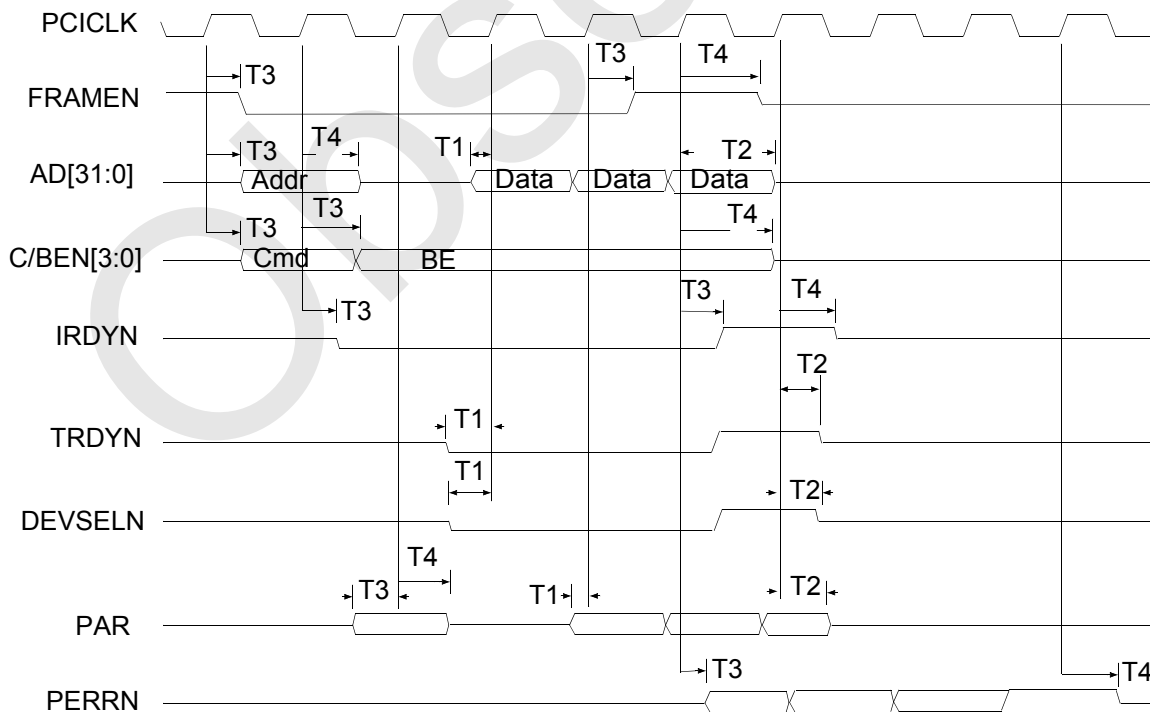 PCICLK
T3 T4
T3
FRAMEN
T3 T4 T1 T2
AD[31:0] Addr Data Data Data
T3 T3 T4
C/BEN[3:0] Cmd BE
T3 T3 T4
IRDYN
T2
T1
TRDYN
T1
T2
DEVSELN
T4
T3 T1 T2
PAR
T3 T4
PERRN